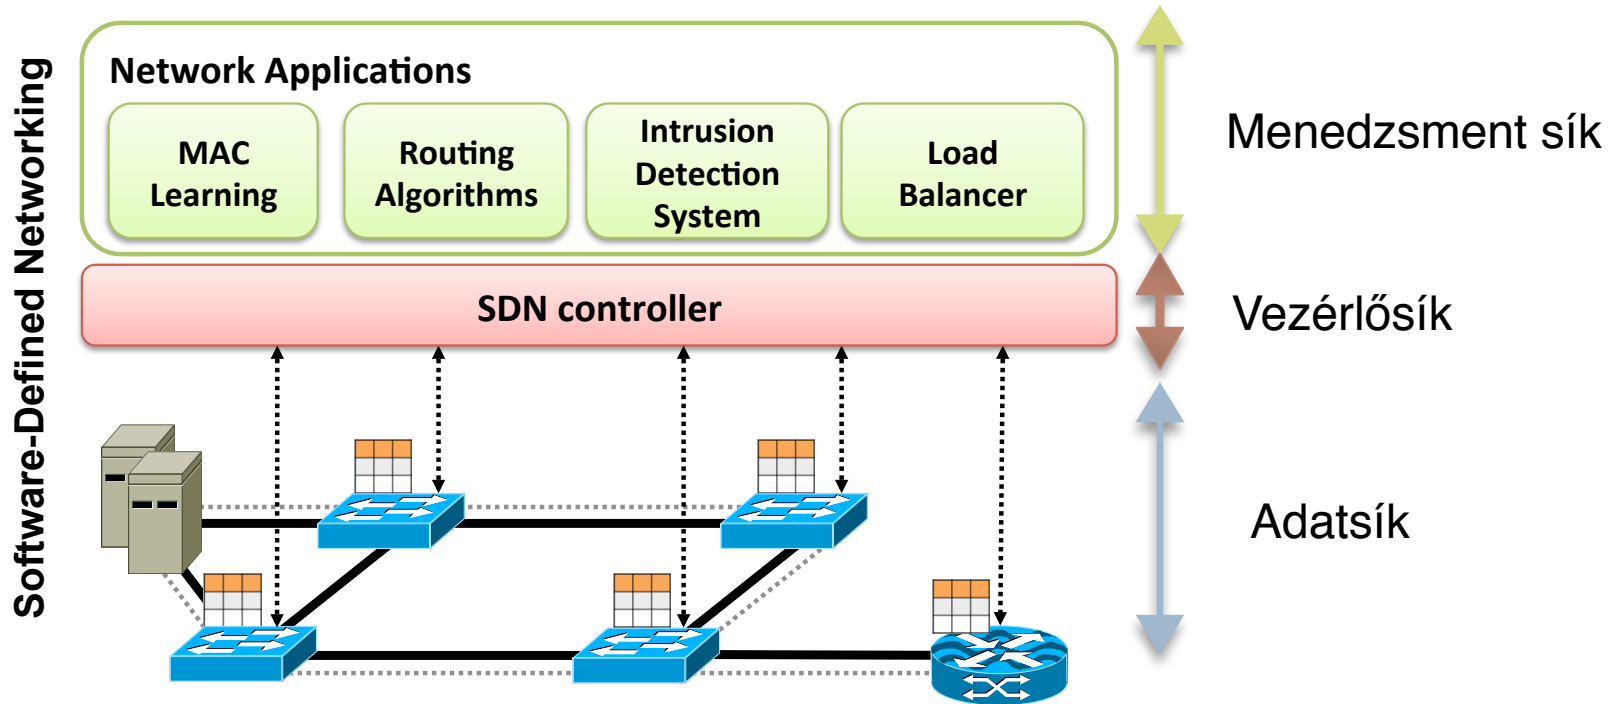 Software-Defined Networking
Network Applications
MAC
Learning
Routing
Algorithms
Intrusion
Detection
System
Load
Balancer
SDN controller
Menedzsment sík
Vezérlősík
Adatsík